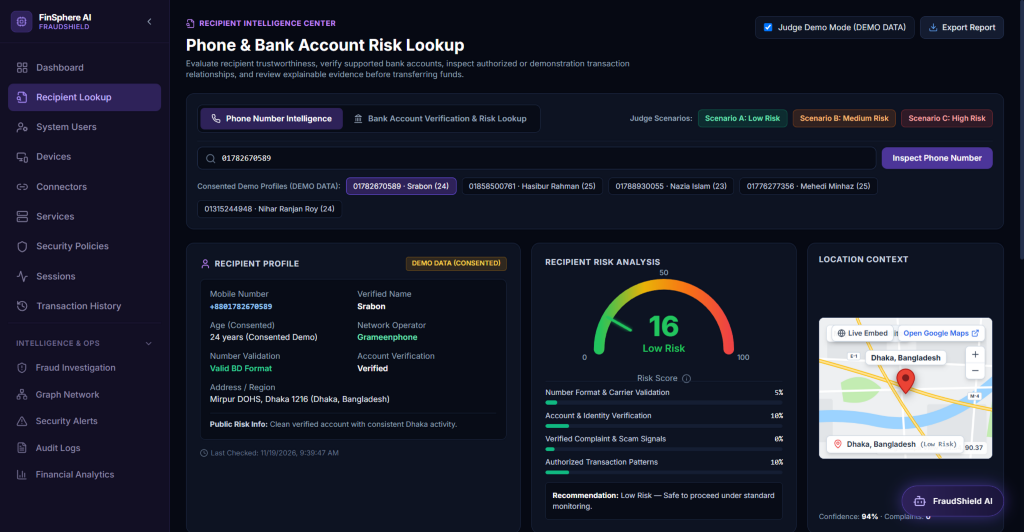 FinSphere AI
FRAUDSHIELD
Dashboard
Recipient Lookup
System Users
Devices
Connectors
Services
Security Policies
Sessions
Transaction History
INTELLIGENCE & OPS
Fraud Investigation
Graph Network
Security Alerts
Audit Logs
Financial Analytics
RECIPIENT INTELLIGENCE CENTER
Phone & Bank Account Risk Lookup
Evaluate recipient trustworthiness, verify supported bank accounts, inspect authorized or demonstration transaction
relationships, and review explainable evidence before transferring funds.
Judge Demo Mode (DEMO DATA)
Export Report
Phone Number Intelligence
Bank Account Verification & Risk Lookup
Judge Scenarios:
Scenario A: Low Risk
Scenario B: Medium Risk
Scenario C: High Risk
01782670589
Inspect Phone Number
Consented Demo Profiles (DEMO DATA):
01782670589 · Srabon (24)
01858500761 · Hasibur Rahman (25)
01788930055 · Nazia Islam (23)
01776277356 · Mehedi Minhaz (25)
01315244948 · Nihar Ranjan Roy (24)
RECIPIENT PROFILE
DEMO DATA (CONSENTED)
Mobile Number
+8801782670589
Verified Name
Srabon
Age (Consented)
24 years (Consented Demo)
Network Operator
Grameenphone
Number Validation
Valid BD Format
Account Verification
Verified
Address / Region
Mirpur DOHS, Dhaka 1216 (Dhaka, Bangladesh)
Public Risk Info: Clean verified account with consistent Dhaka activity.
Last Checked: 11/19/2026, 9:39:47 AM
RECIPIENT RISK ANALYSIS
50
16
Low Risk
0
100
Risk Score
Number Format & Carrier Validation 5%
Account & Identity Verification 10%
Verified Complaint & Scam Signals 0%
Authorized Transaction Patterns 10%
Recommendation: Low Risk — Safe to proceed under standard
monitoring.
LOCATION CONTEXT
Live Embed
Open Google Maps
E-1
Dhaka, Bangladesh
+
−
M-4
Dhaka, Bangladesh (Low Risk)
90.37
FraudShield AI
Confidence: 94% · Complaints: